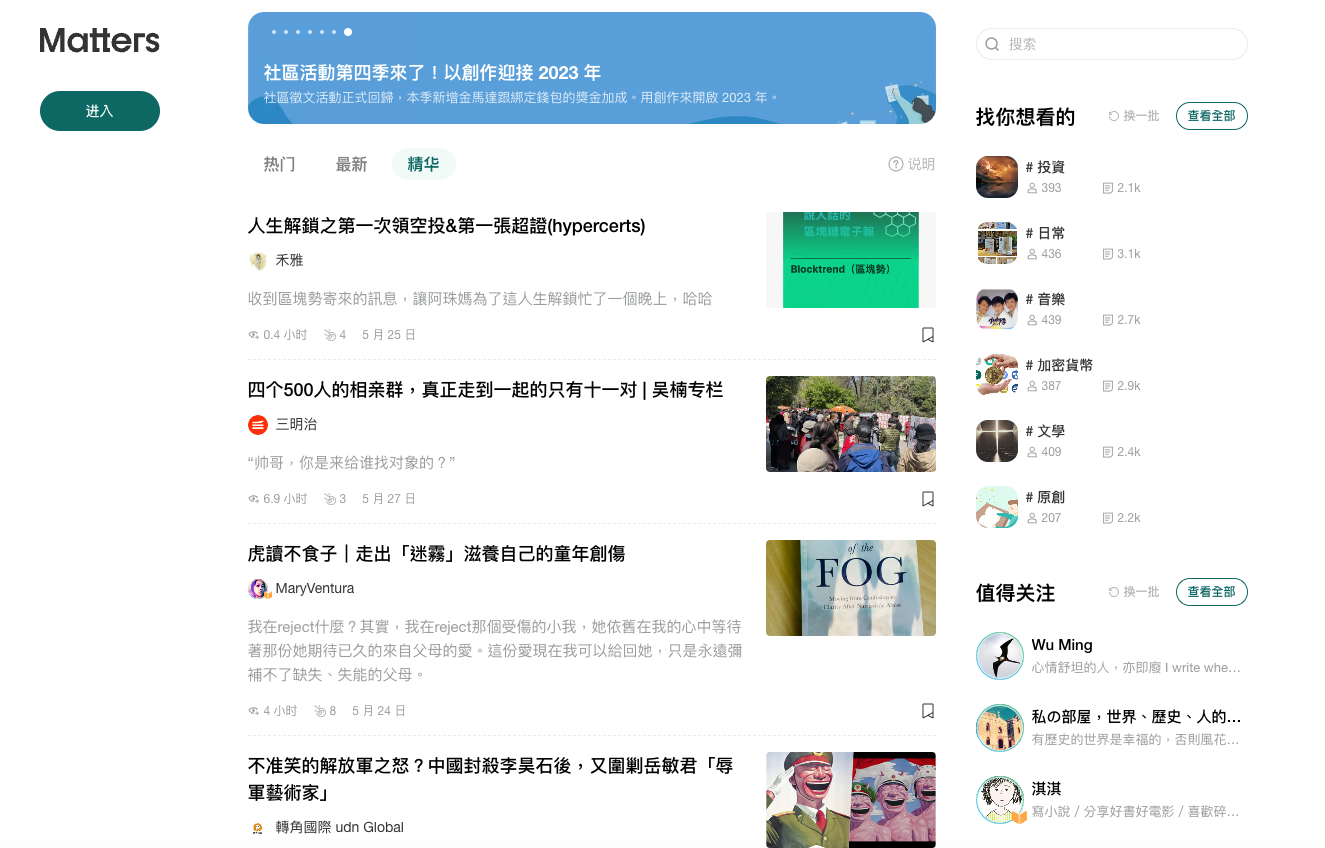 Matters
进入
社區活動第四季來了！以創作迎接 2023 年
社區徵文活動正式回歸，本季新增金馬達跟綁定錢包的獎金加成。用創作來開啟 2023 年。
热门
最新
精华
说明
人生解鎖之第一次領空投&第一張超證(hypercerts)
禾雅
收到區塊勢寄來的訊息，讓阿珠媽為了這人生解鎖忙了一個晚上，哈哈
0.4 小时 4 5 月 25 日
說人話的
區塊鏈電子報
Blocktrend（區塊勢）
四个500人的相亲群，真正走到一起的只有十一对 | 吴楠专栏
三明治
“帅哥，你是来给谁找对象的？”
6.9 小时 3 5 月 27 日
虎讀不食子｜走出「迷霧」滋養自己的童年創傷
MaryVentura
我在reject什麼？其實，我在reject那個受傷的小我，她依舊在我的心中等待
著那份她期待已久的來自父母的愛。這份愛現在我可以給回她，只是永遠彌
補不了缺失、失能的父母。
4 小时 8 5 月 24 日
of the
FOG
Moving from Confusion to
Clarity After Narcissistic Abuse
不准笑的解放軍之怒？中國封殺李昊石後，又圍剿岳敏君「辱
軍藝術家」
轉角國際 udn Global
搜索
找你想看的
换一批
查看全部
# 投資
393 2.1k
# 日常
436 3.1k
# 音樂
439 2.7k
# 加密貨幣
387 2.9k
# 文學
409 2.4k
# 原創
207 2.2k
值得关注
换一批
查看全部
Wu Ming
心情舒坦的人，亦即廢 I write whe…
私の部屋，世界、歷史、人的…
有歷史的世界是幸福的，否則風花…
淇淇
寫小說 / 分享好書好電影 / 喜歡碎…